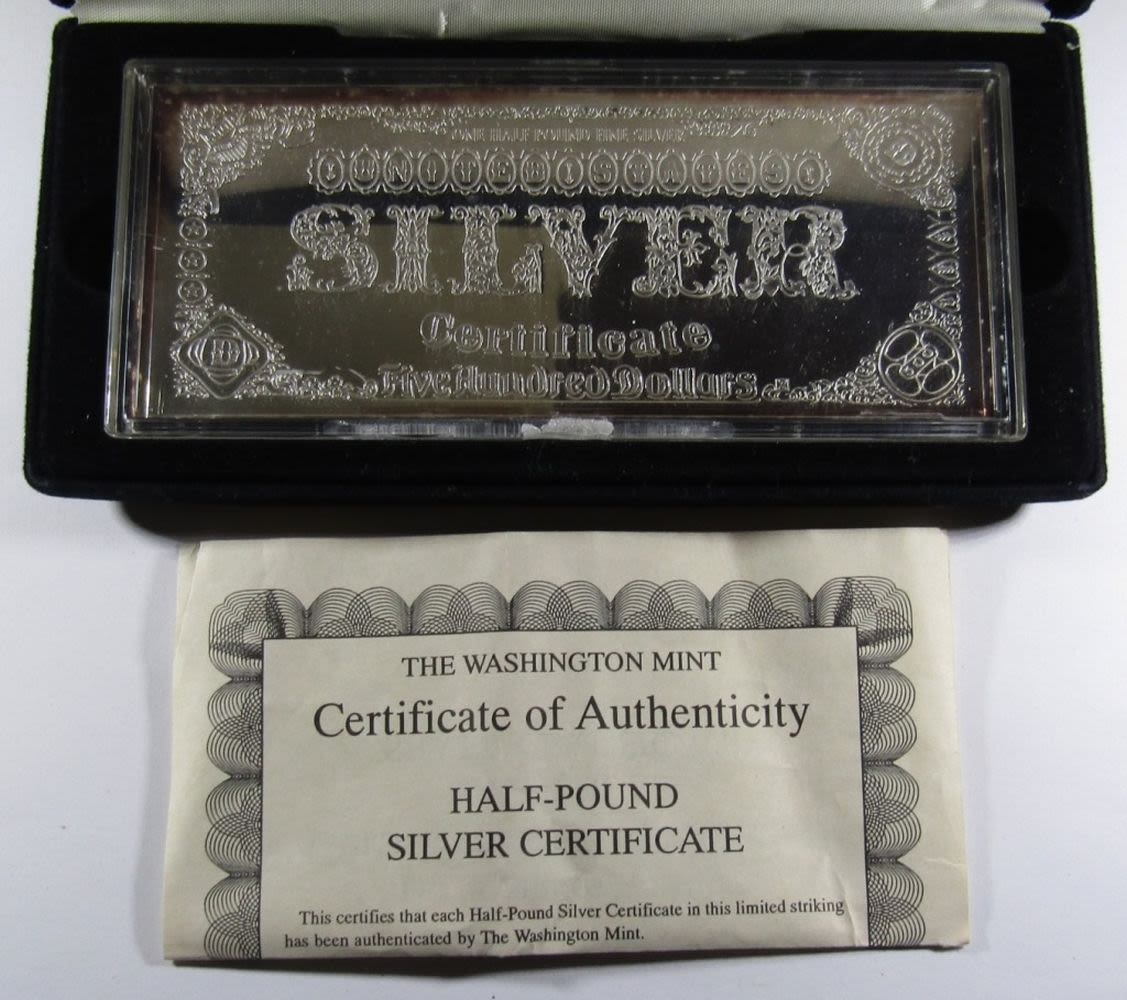 ONE HALF POUND FINE SILVER
UNITED STATES
SILVER
Certificate
Five Hundred Dollars
THE WASHINGTON MINT
Certificate of Authenticity
HALF-POUND
SILVER CERTIFICATE
This certifies that each Half-Pound Silver Certificate in this limited striking
has been authenticated by The Washington Mint.